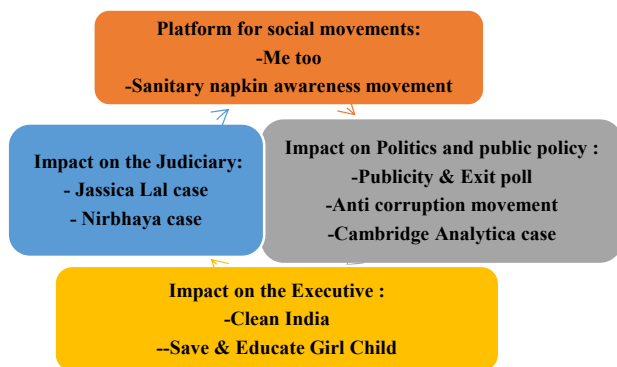 Platform for social movements:
-Me too
-Sanitary napkin awareness movement
Impact on the Judiciary:
- Jassica Lal case
- Nirbhaya case
Impact on Politics and public policy :
-Publicity & Exit poll
-Anti corruption movement
-Cambridge Analytica case
Impact on the Executive :
-Clean India
--Save & Educate Girl Child